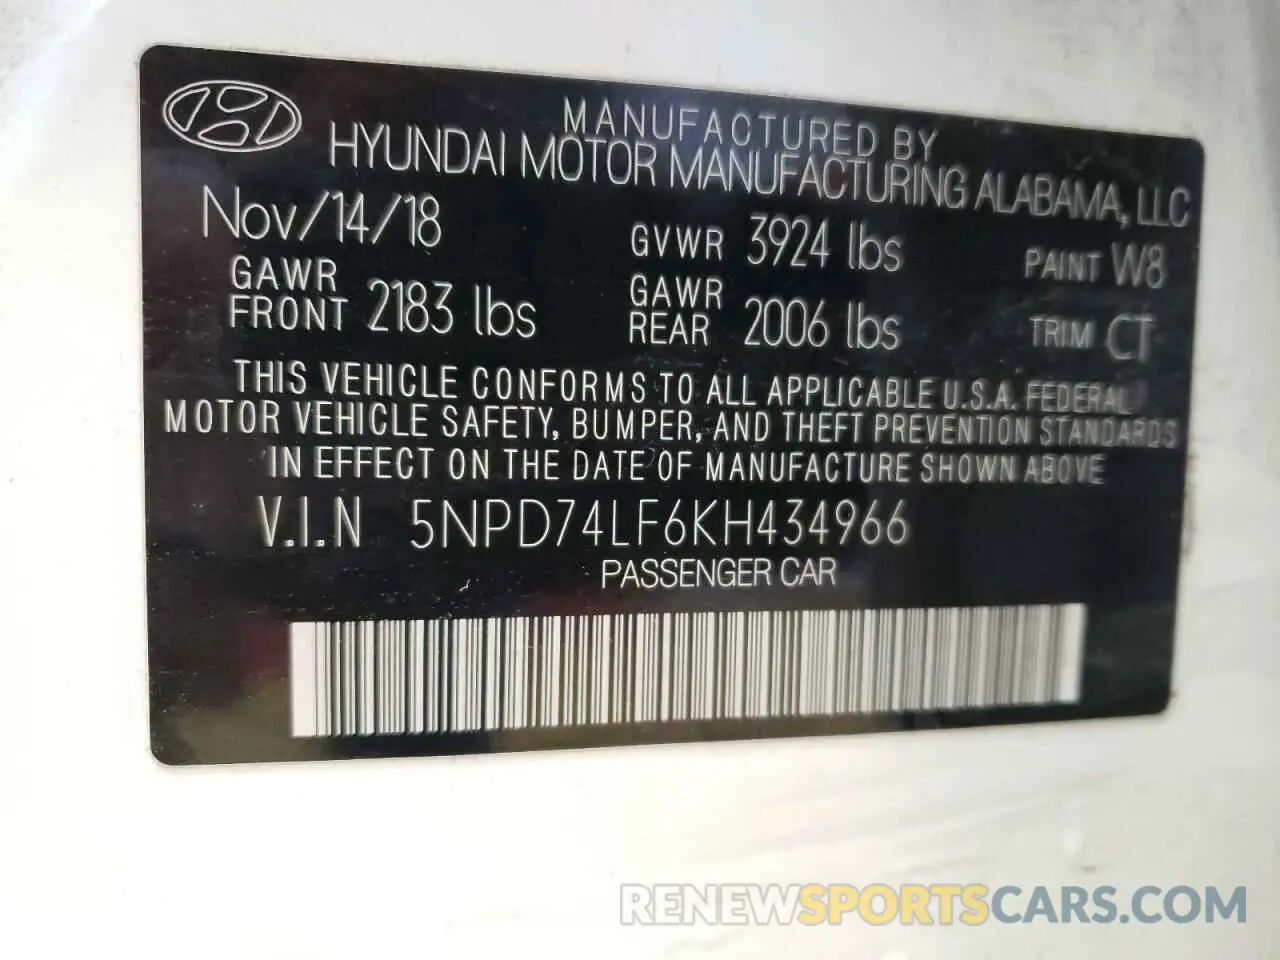 MANUFACTURED BY
HYUNDAI MOTOR MANUFACTURING ALABAMA, LLC
Nov/14/18 GVWR 3924 lbs PAINT W8
GAWR FRONT 2183 lbs GAWR REAR 2006 lbs TRIM CT
THIS VEHICLE CONFORMS TO ALL APPLICABLE U.S.A. FEDERAL
MOTOR VEHICLE SAFETY, BUMPER, AND THEFT PREVENTION STANDARDS
IN EFFECT ON THE DATE OF MANUFACTURE SHOWN ABOVE
V.I.N 5NPD74LF6KH434966
PASSENGER CAR
RENEWSPORTSCARS.COM